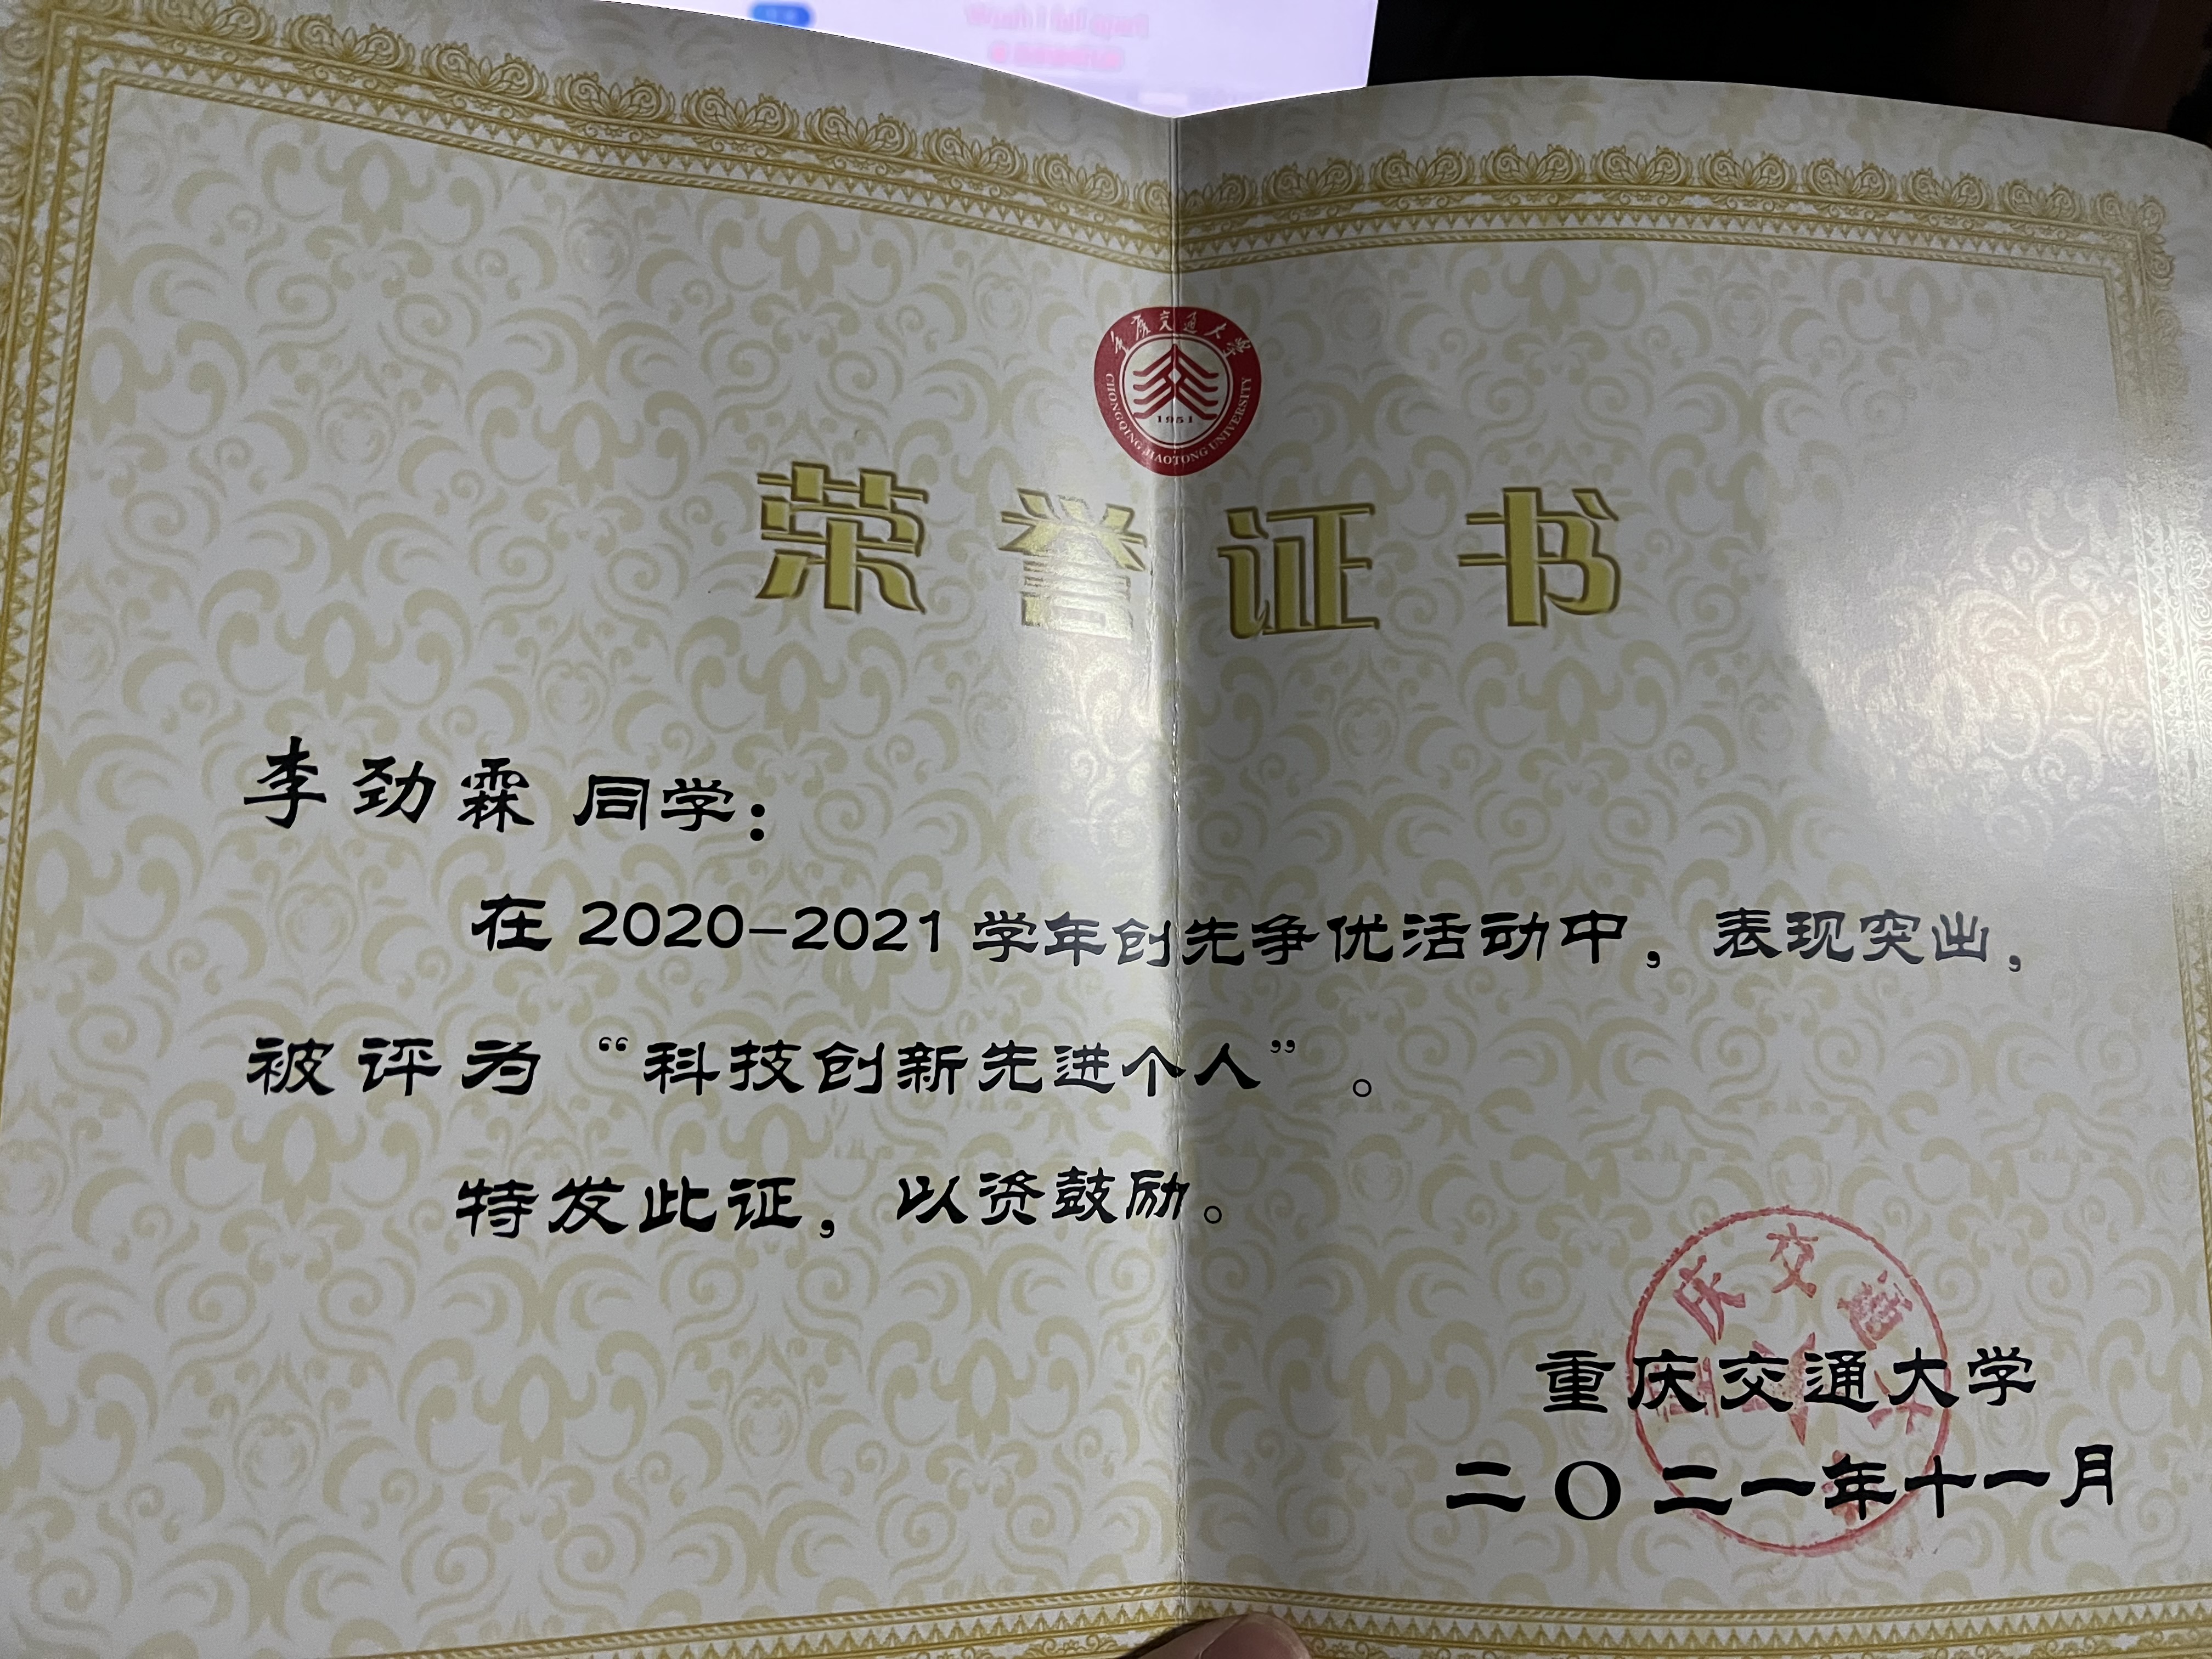 重庆交通大学
1951
CHONGQING JIAOTONG UNIVERSITY
荣誉证书
李劲霖 同学：
在 2020-2021 学年创先争优活动中，表现突出，
被评为“科技创新先进个人”。
特发此证，以资鼓励。
庆交通
重庆交通大学
二〇二一年十一月